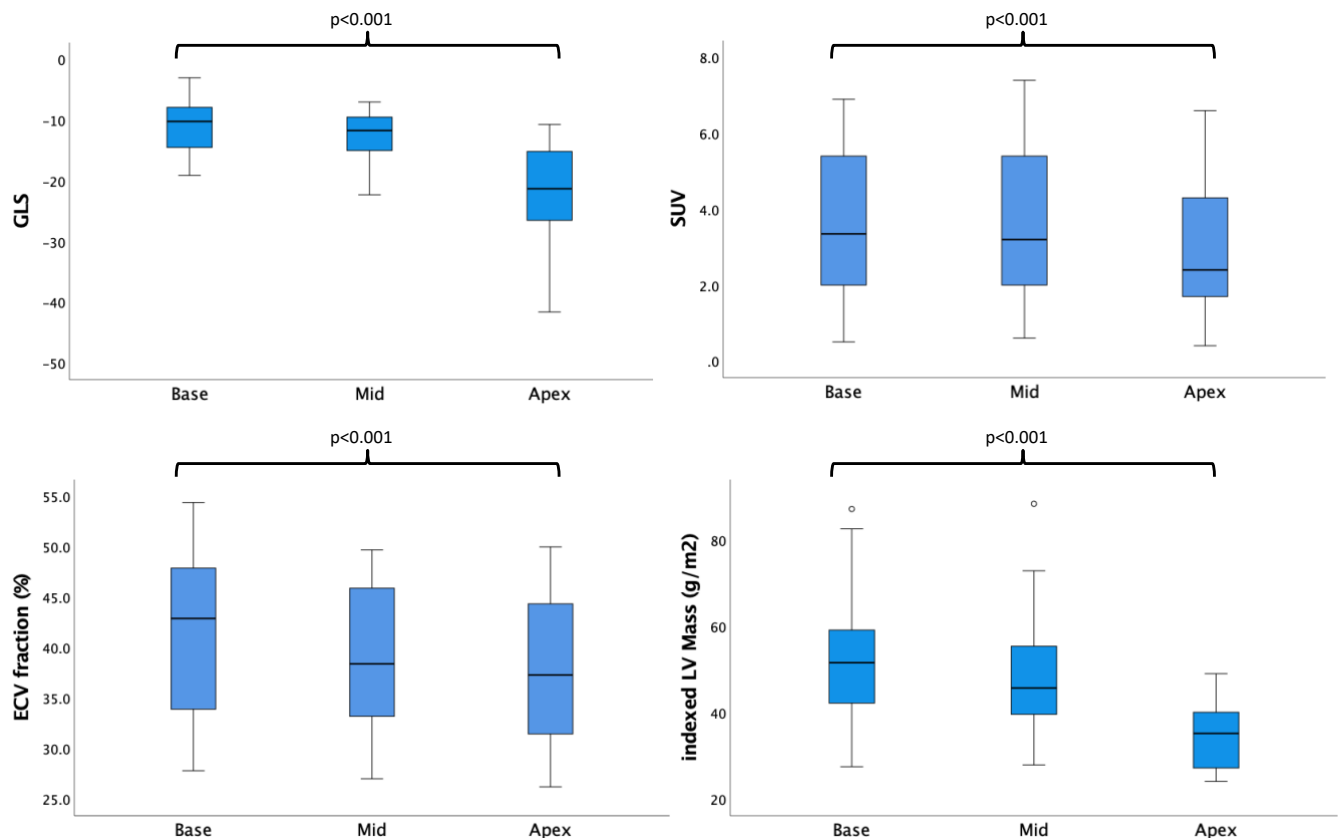 p<0.001
GLS
0
−10
−20
−30
−40
−50
Base Mid Apex
p<0.001
SUV
8.0
6.0
4.0
2.0
.0
Base Mid Apex
p<0.001
ECV fraction (%)
55.0
50.0
45.0
40.0
35.0
30.0
25.0
Base Mid Apex
p<0.001
indexed LV Mass (g/m2)
80
60
40
20
Base Mid Apex